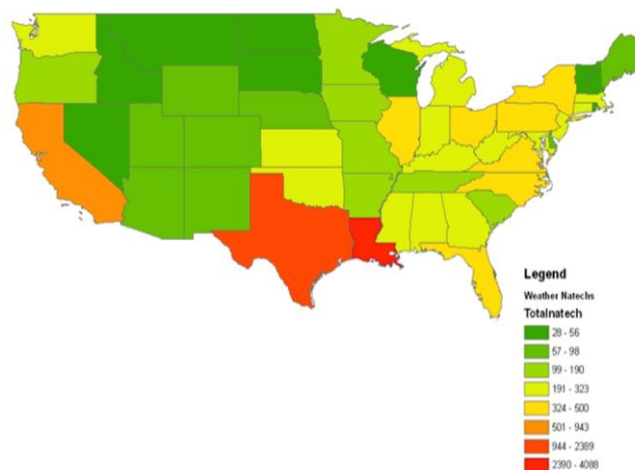 Legend
Weather Natechs
Totalnatech
28 - 56
57 - 98
99 - 190
191 - 323
324 - 500
501 - 943
944 - 2389
2390 - 4088